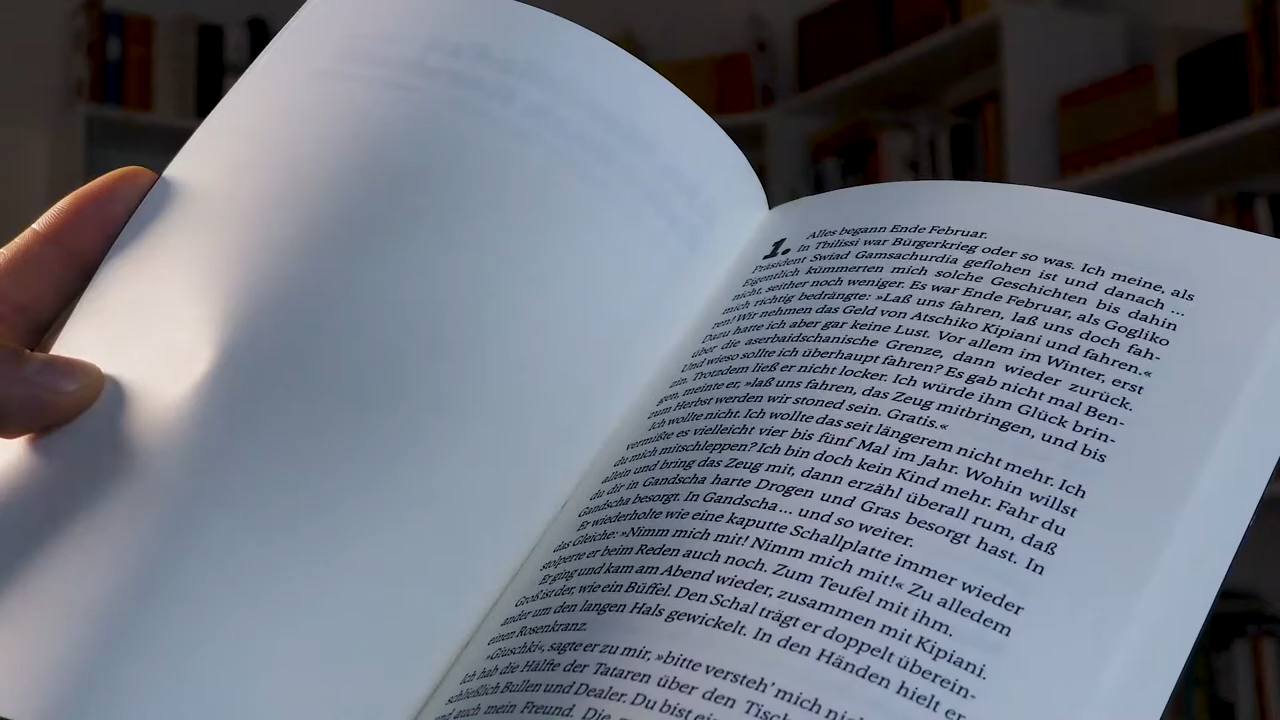 1. Alles begann Ende Februar.
In Tbilissi war Bürgerkrieg oder so was. Ich meine, als
Präsident Swiad Gamsachurdia geflohen ist und danach …
Eigentlich kümmerten mich solche Geschichten bis dahin
nicht, seither noch weniger. Es war Ende Februar, als Gogliko
mich richtig bedrängte: »Laß uns fahren, laß uns doch fah-
ren! Wir nehmen das Geld von Atschiko Kipiani und fahren.«
Dazu hatte ich aber gar keine Lust. Vor allem im Winter, erst
über die aserbaidschanische Grenze, dann wieder zurück.
Und wieso sollte ich überhaupt fahren? Es gab nicht mal Ben-
zin. Trotzdem ließ er nicht locker. Ich würde ihm Glück brin-
gen, meinte er, »laß uns fahren, das Zeug mitbringen, und bis
zum Herbst werden wir stoned sein. Gratis.«
Ich wollte nicht. Ich wollte das seit längerem nicht mehr. Ich
vermißte es vielleicht vier bis fünf Mal im Jahr. Wohin willst
du mich mitschleppen? Ich bin doch kein Kind mehr. Fahr du
allein und bring das Zeug mit, dann erzähl überall rum, daß
du dir in Gandscha harte Drogen und Gras besorgt hast. In
Gandscha besorgt. In Gandscha… und so weiter.
Er wiederholte wie eine kaputte Schallplatte immer wieder
das Gleiche: »Nimm mich mit! Nimm mich mit!« Zu alledem
stolperte er beim Reden auch noch. Zum Teufel mit ihm.
Er ging und kam am Abend wieder, zusammen mit Kipiani.
Groß ist der, wie ein Büffel. Den Schal trägt er doppelt überein-
ander um den langen Hals gewickelt. In den Händen hielt er
einen Rosenkranz.
»Giuschki«, sagte er zu mir, »bitte versteh’ mich
Ich hab die Hälfte der Tataren über den
schließlich Bullen und Dealer. Du bist
und auch mein Freund. Die